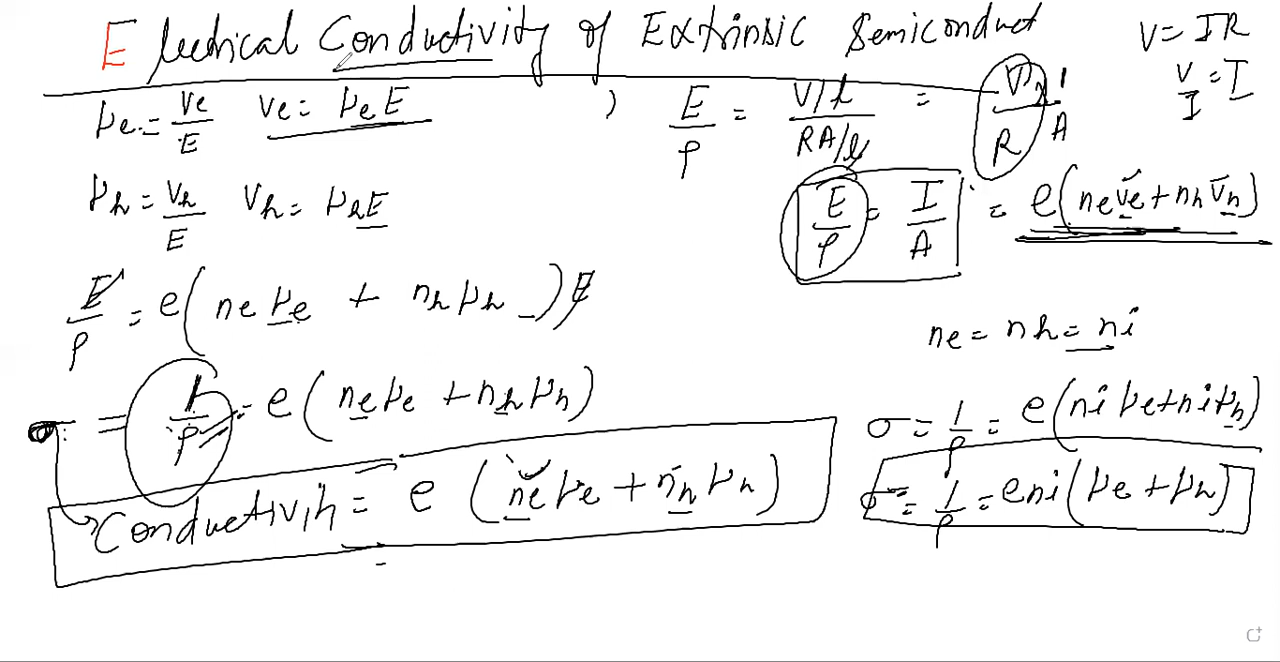 Electrical Conductivity of Extrinsic Semiconduct
V = IR
V/I = I
μe = Ve/E   Ve = μeE
, E/ρ = V/l / RA/l = V/R × 1/A
μh = Vh/E   Vh = μhE
E/ρ = I/A = e(neve + nhvh)
E/ρ = e(neμe + nhμh)E
ne = nh = ni
σ = 1/ρ = e(neμe + nhμh)
σ = 1/ρ = e(niμe + niμh)
Conductivity = e(neμe + nhμh)
σ = 1/ρ = eni(μe + μh)